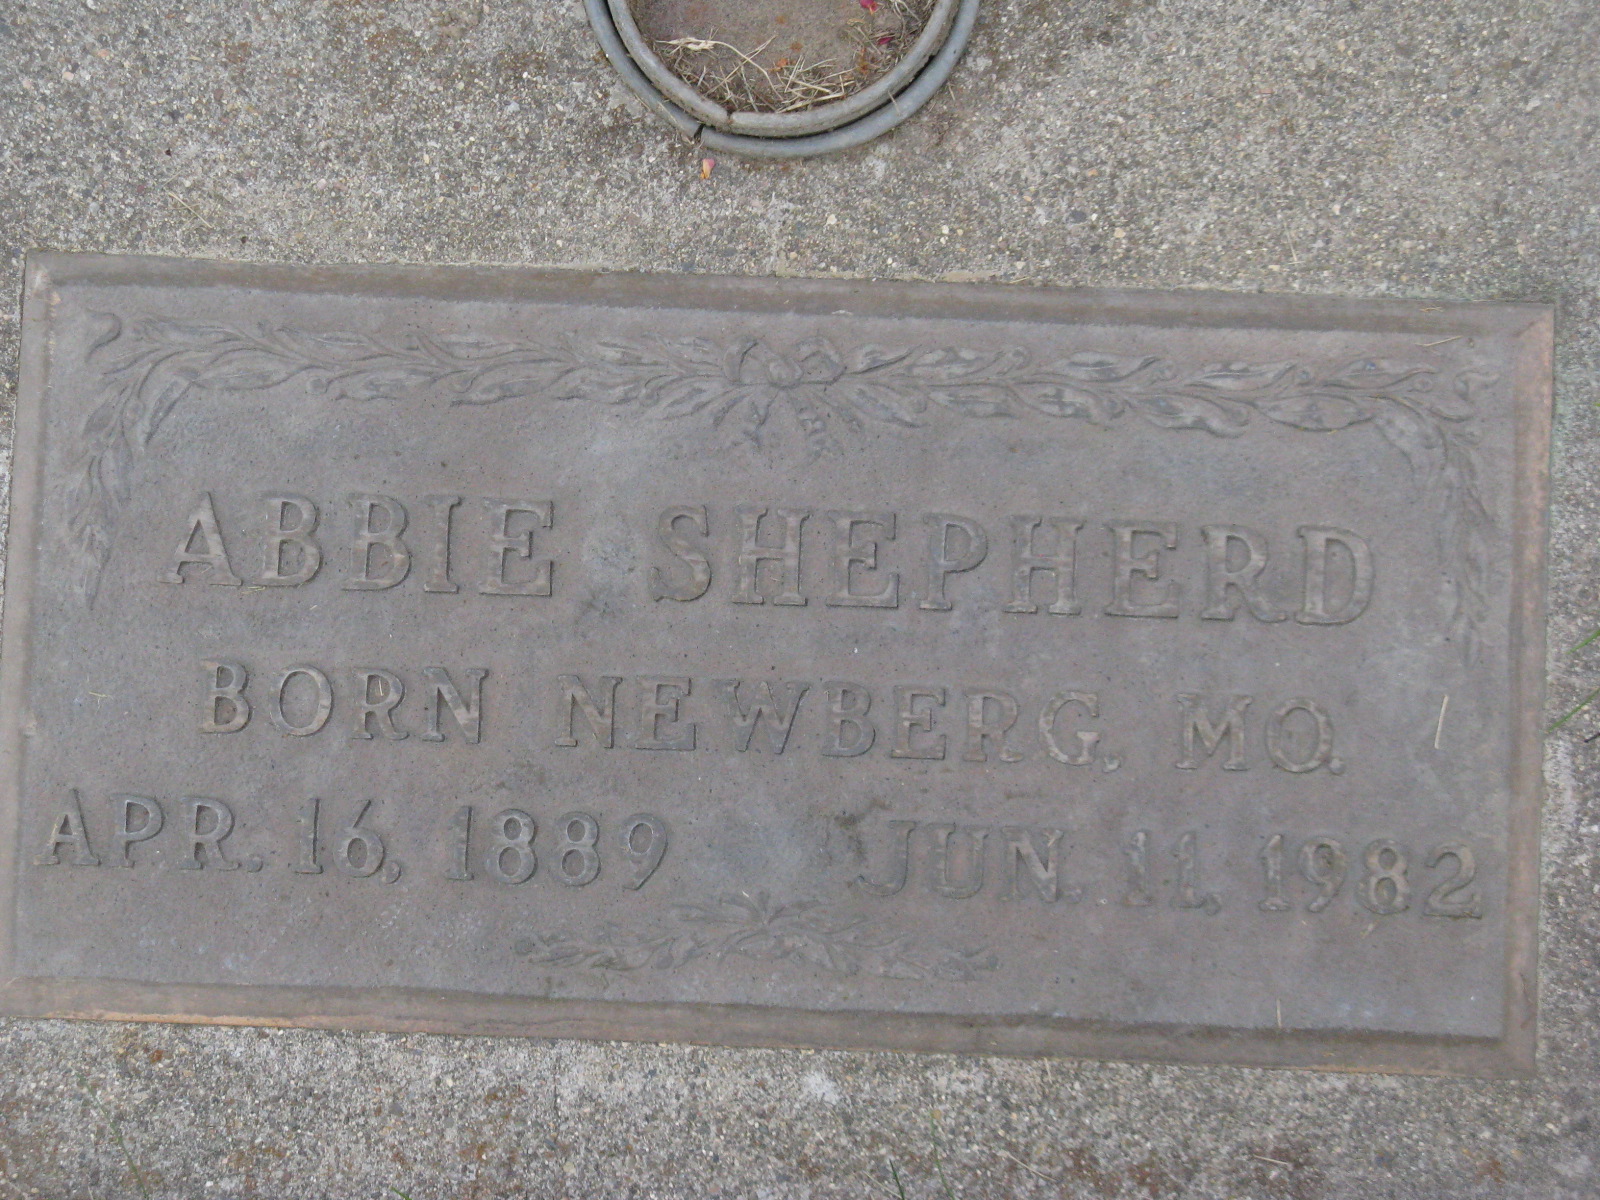 ABBIE SHEPHERD
BORN NEWBERG, MO.
APR. 16, 1889 JUN. 11, 1982